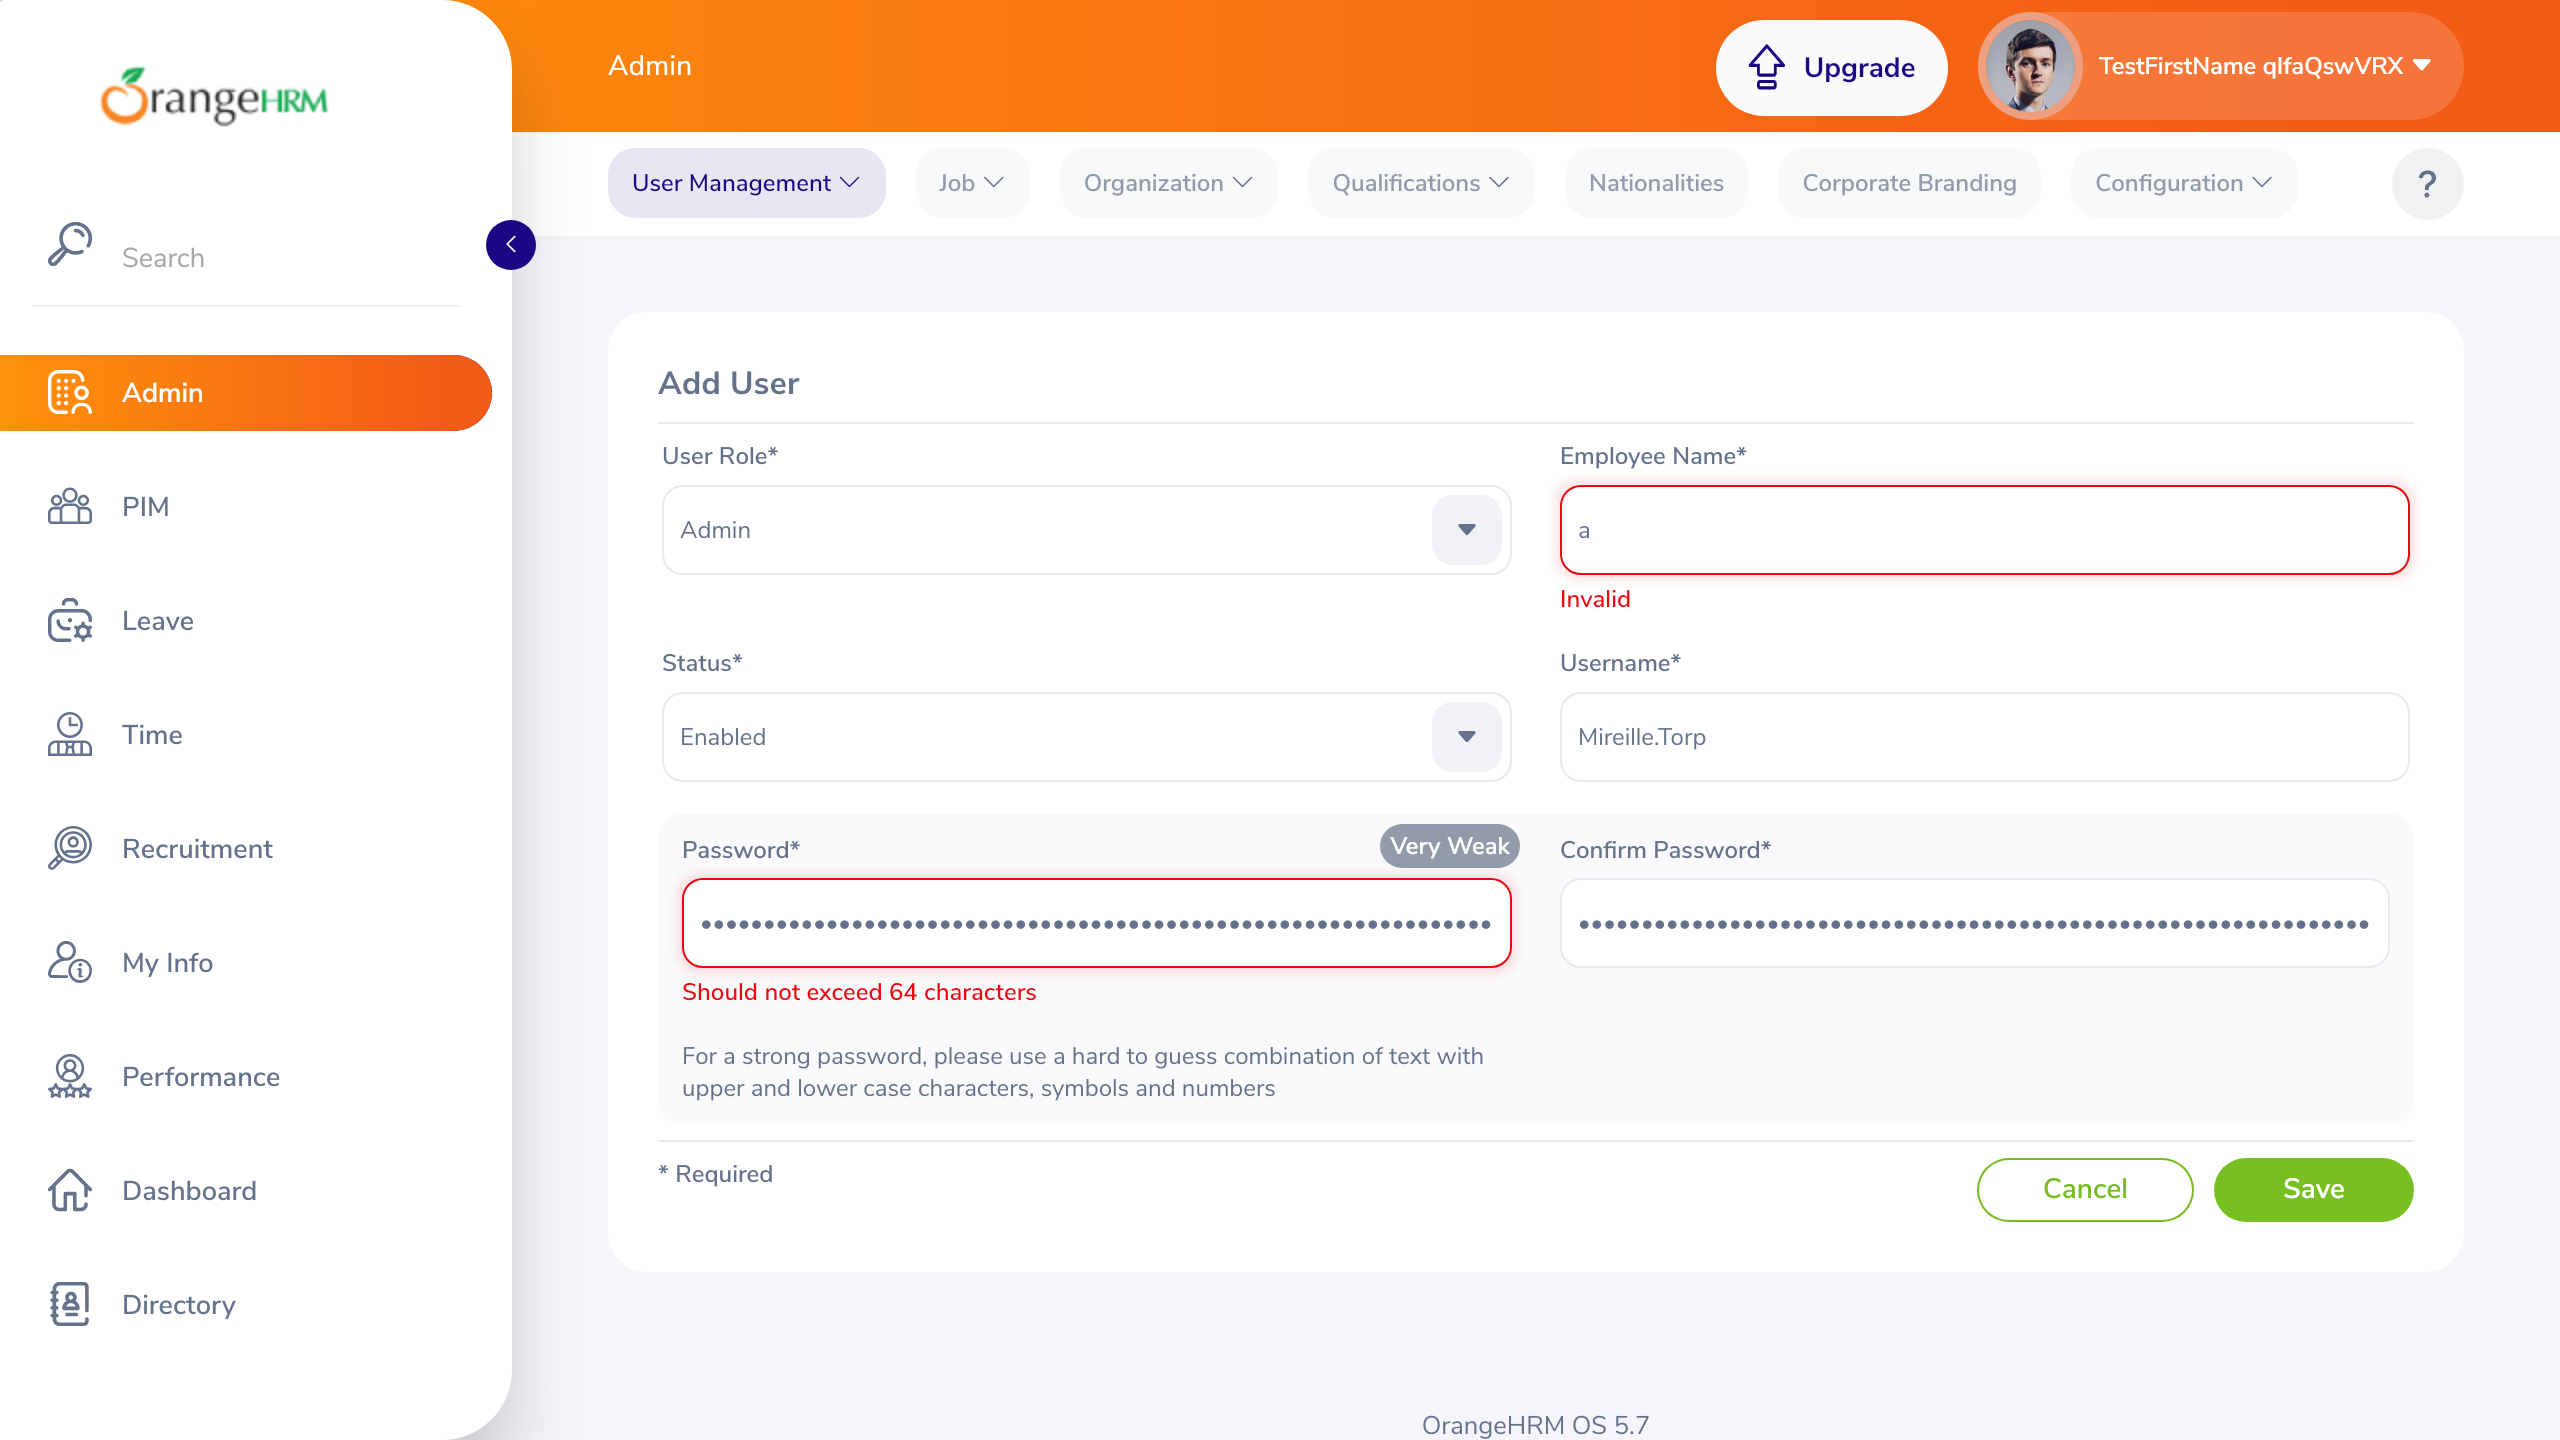 OrangeHRM
Search
Admin
PIM
Leave
Time
Recruitment
My Info
Performance
Dashboard
Directory
Admin
Upgrade
TestFirstName qIfaQswVRX
User Management
Job
Organization
Qualifications
Nationalities
Corporate Branding
Configuration
?
Add User
User Role*
Admin
Employee Name*
a
Invalid
Status*
Enabled
Username*
Mireille.Torp
Password*
Very Weak
Should not exceed 64 characters
For a strong password, please use a hard to guess combination of text with
upper and lower case characters, symbols and numbers
Confirm Password*
* Required
Cancel
Save
OrangeHRM OS 5.7